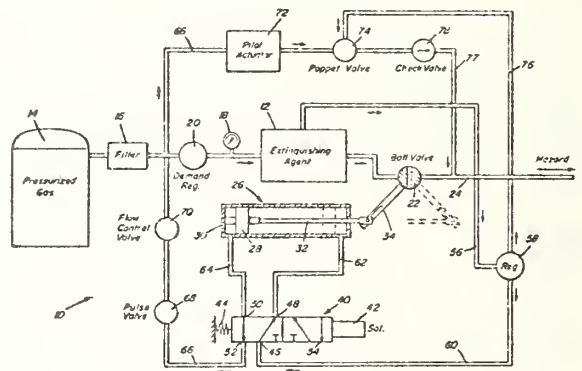 72
66
Pilot
Actuator
74
Poppet Valve
78
Check Valve
77
76
14
Pressurized
Gas
16
Filter
20
Demand
Reg.
18
12
Extinguishing
Agent
Ball Valve
22
24
Hazard
26
28
32
34
56
58
Reg
Flow
Control
Valve
70
64
62
Pulse
Valve
68
10
44
50
48
40
42
Sol.
52
54
66
60